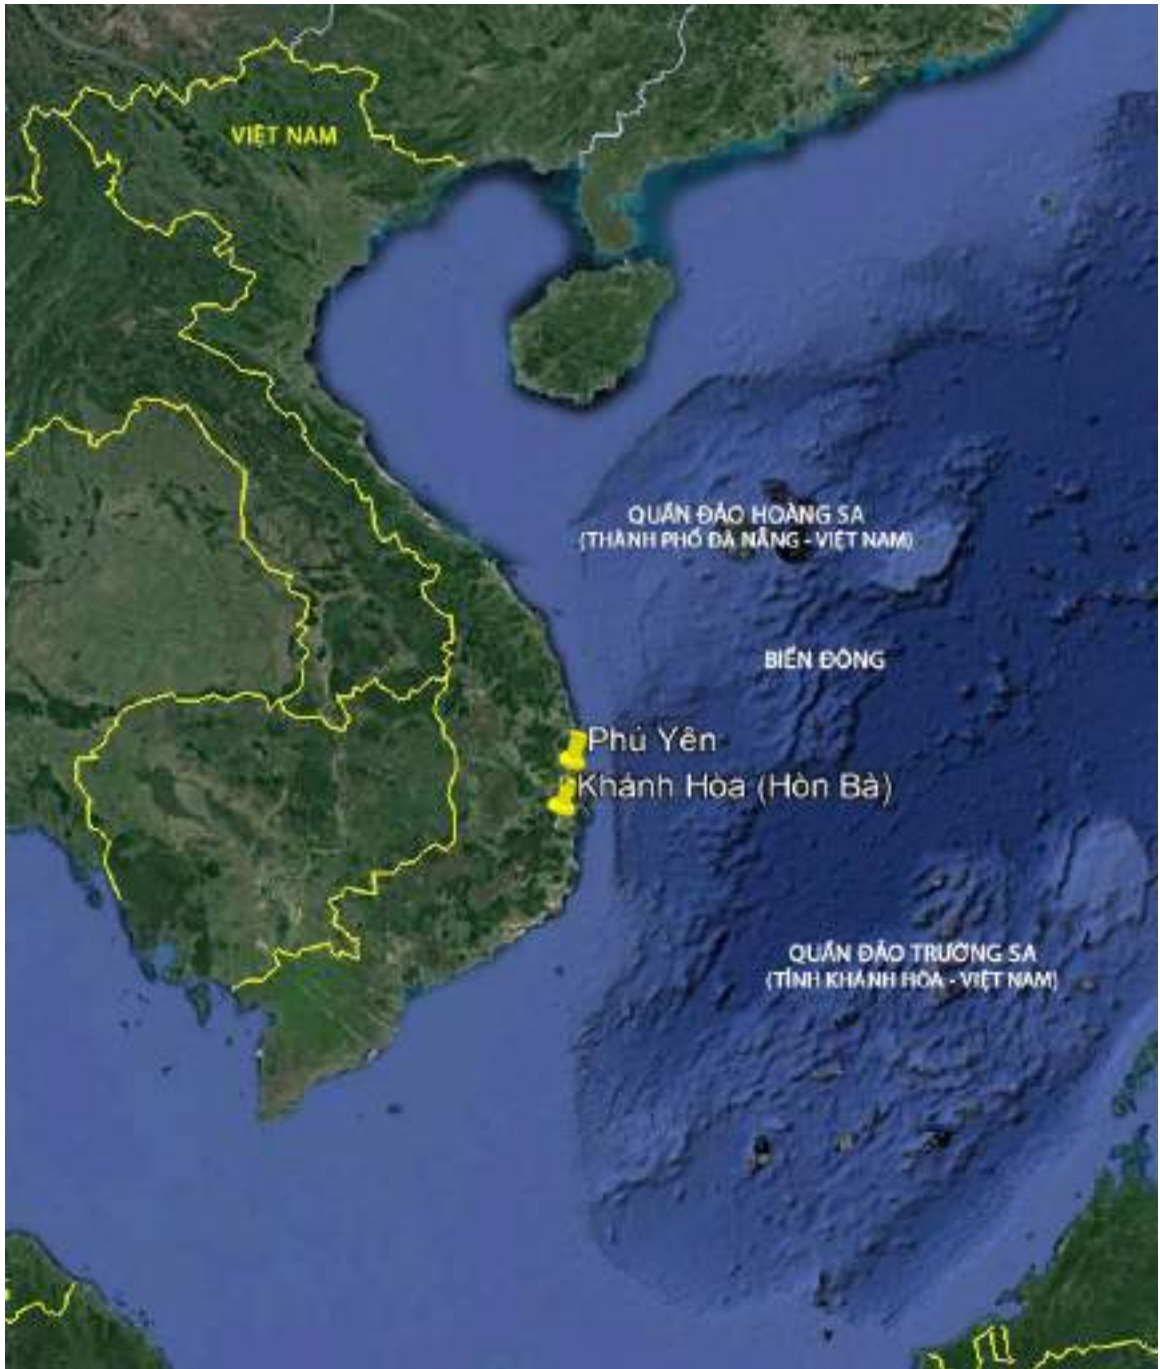 VIỆT NAM
QUẦN ĐẢO HOÀNG SA
(THÀNH PHỐ ĐÀ NẴNG - VIỆT NAM)
BIỂN ĐÔNG
Phú Yên
Khánh Hòa (Hòn Bà)
QUẦN ĐẢO TRƯỜNG SA
(TỈNH KHÁNH HÒA - VIỆT NAM)